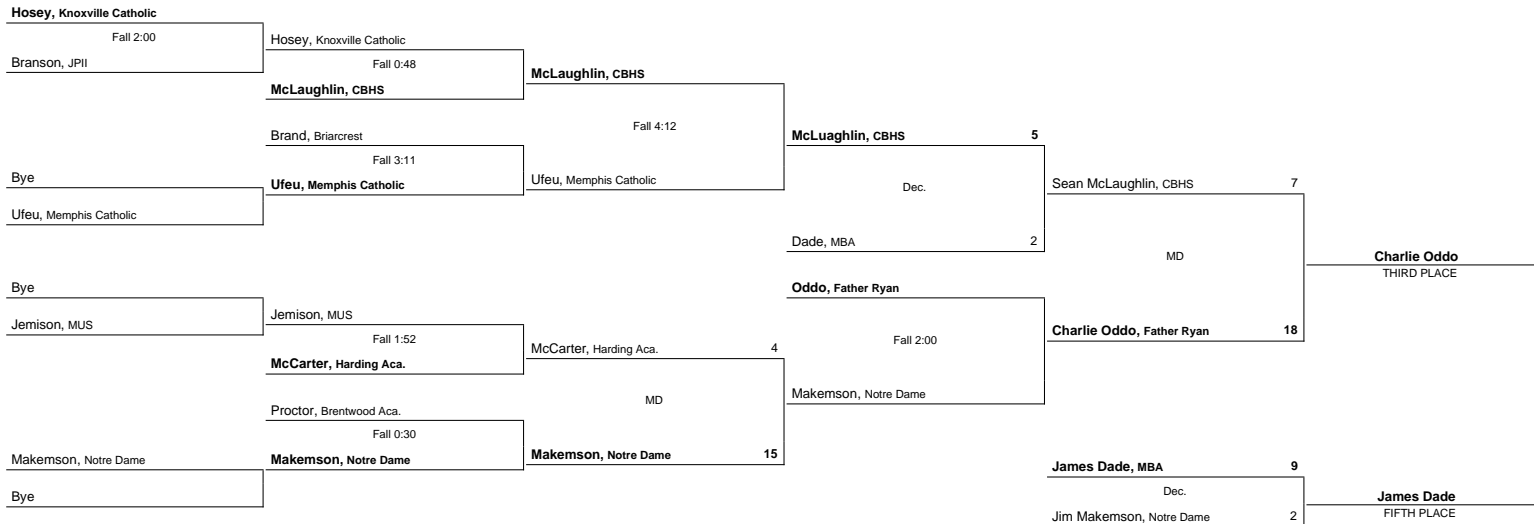 Hosey, Knoxville Catholic
Fall 2:00
Branson, JPII
Bye
Ufeu, Memphis Catholic
Bye
Jemison, MUS
Makemson, Notre Dame
Bye
Hosey, Knoxville Catholic
Fall 0:48
McLaughlin, CBHS
Brand, Briarcrest
Fall 3:11
Ufeu, Memphis Catholic
Jemison, MUS
Fall 1:52
McCarter, Harding Aca.
Proctor, Brentwood Aca.
Fall 0:30
Makemson, Notre Dame
McLaughlin, CBHS
Fall 4:12
Ufeu, Memphis Catholic
McCarter, Harding Aca. 4
MD
Makemson, Notre Dame 15
McLuaghlin, CBHS 5
Dec.
Dade, MBA 2
Oddo, Father Ryan
Fall 2:00
Makemson, Notre Dame
Sean McLaughlin, CBHS 7
MD
Charlie Oddo, Father Ryan 18
Charlie Oddo
THIRD PLACE
James Dade, MBA 9
Dec.
Jim Makemson, Notre Dame 2
James Dade
FIFTH PLACE